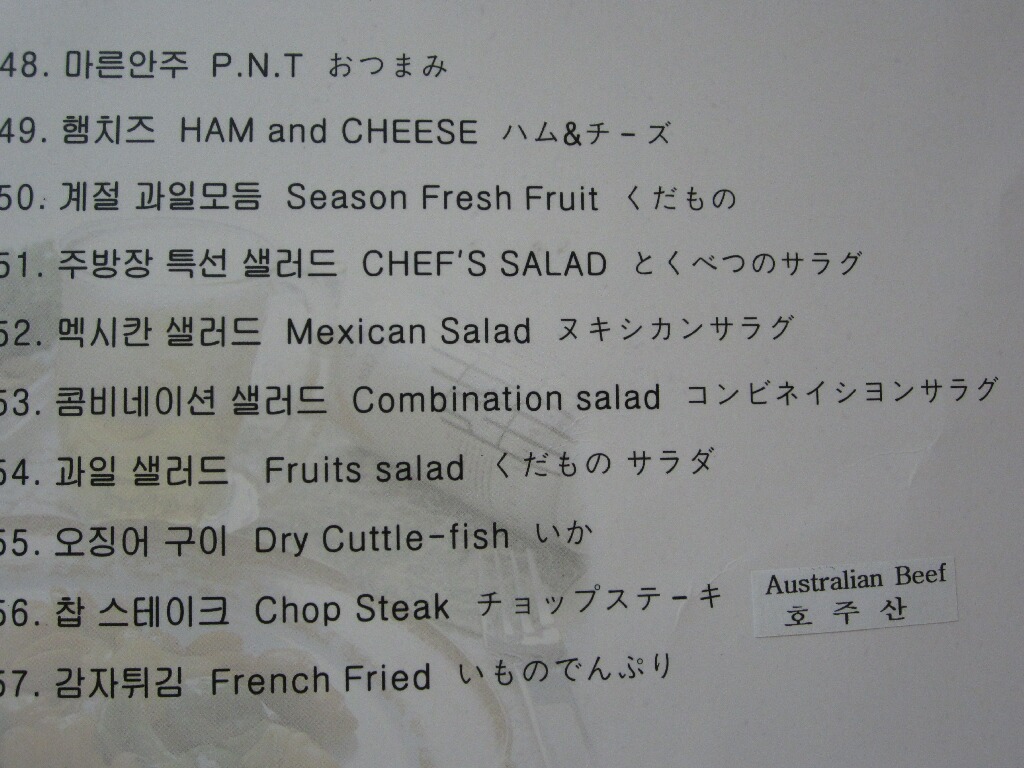 48. 마른안주 P.N.T おつまみ
49. 햄치즈 HAM and CHEESE ハム&チ-ズ
50. 계절 과일모듬 Season Fresh Fruit くだもの
51. 주방장 특선 샐러드 CHEF'S SALAD とくべつのサラグ
52. 멕시칸 샐러드 Mexican Salad ヌキシカンサラグ
53. 콤비네이션 샐러드 Combination salad コンビネイシヨンサラグ
54. 과일 샐러드 Fruits salad くだもの サラダ
55. 오징어 구이 Dry Cuttle-fish いか
56. 찹 스테이크 Chop Steak チョップステ-キ
Australian Beef
호 주 산
57. 감자튀김 French Fried いものでんぷり